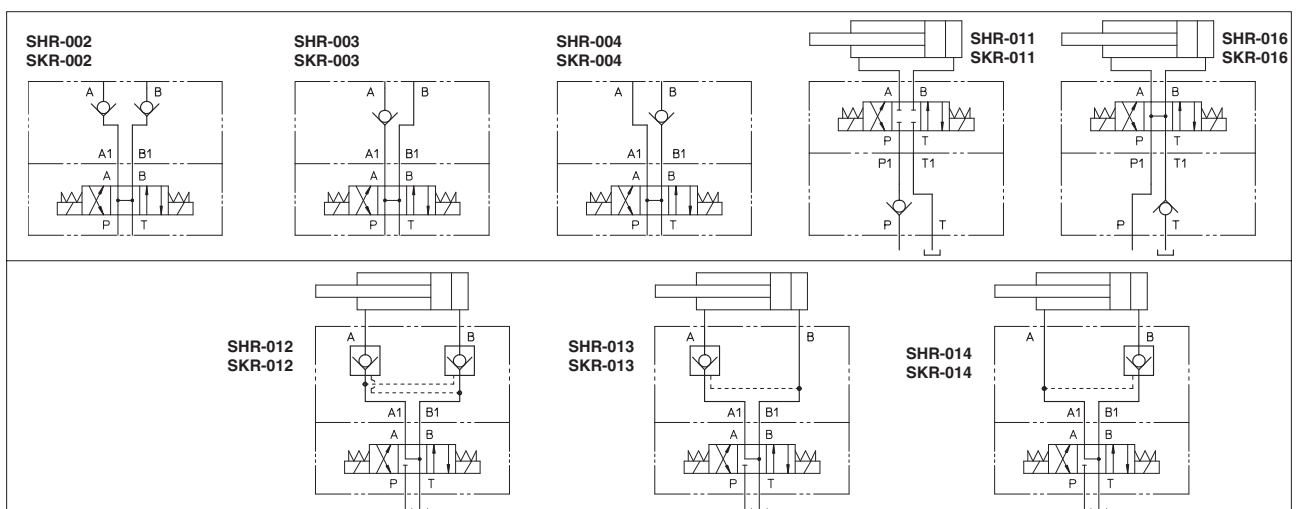 SHR-002
SKR-002
A B
A1 B1
A B
P T
SHR-003
SKR-003
A B
A1 B1
A B
P T
SHR-004
SKR-004
A B
A1 B1
A B
P T
SHR-011
SKR-011
A B
P T
P1 T1
P T
SHR-016
SKR-016
A B
P T
P1 T1
P T
SHR-012
SKR-012
A B
A1 B1
A B
P T
SHR-013
SKR-013
A B
A1 B1
A B
P T
SHR-014
SKR-014
A B
A1 B1
A B
P T